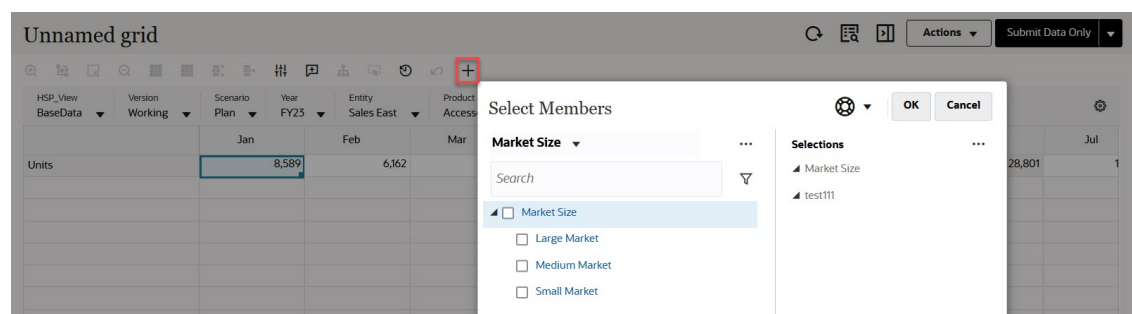 Unnamed grid
Actions
Submit Data Only
HSP_View
Version
Scenario
Year
Entity
Product
BaseData
Working
Plan
FY23
Sales East
Access
Jan
Feb
Mar
Jul
Units
8,589
6,162
28,801
1
Select Members
OK
Cancel
Market Size
Search
Market Size
Large Market
Medium Market
Small Market
Selections
Market Size
test111